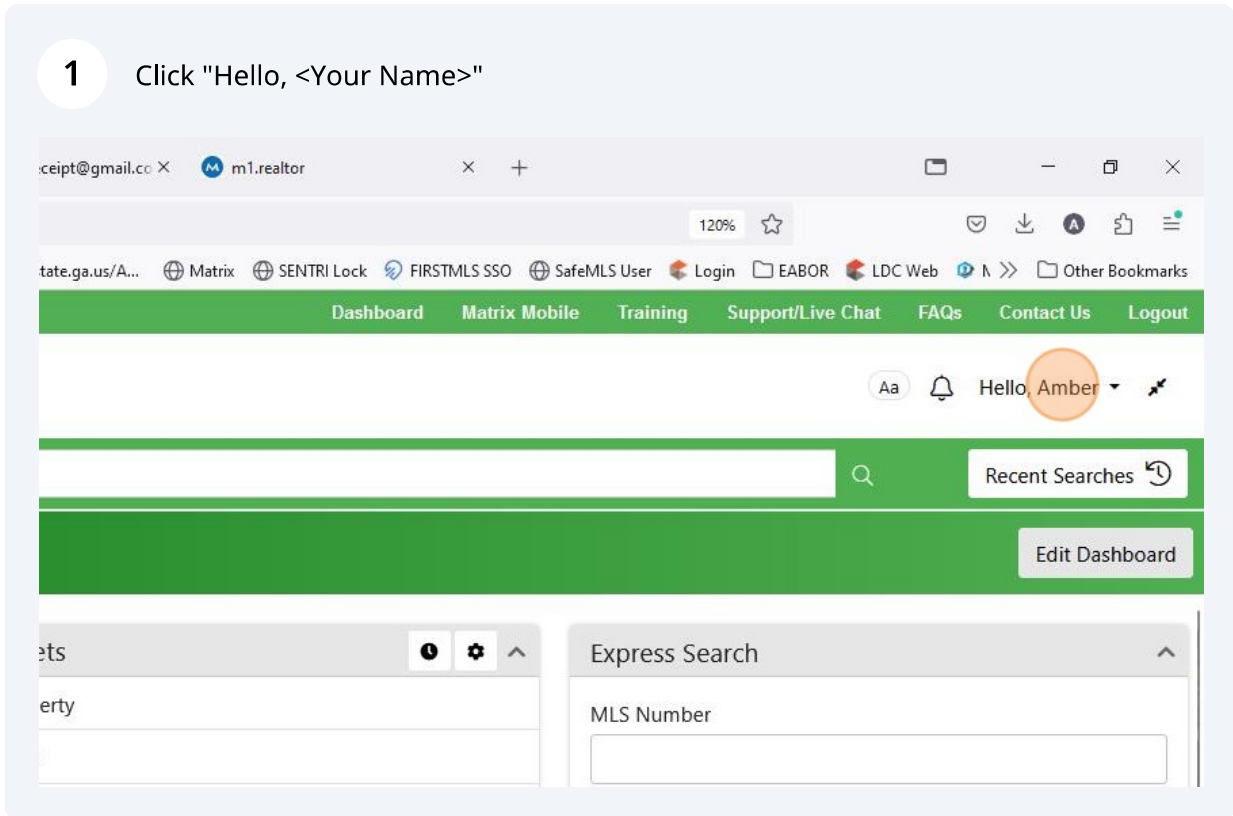 1 Click "Hello, <Your Name>"
:ceipt@gmail.co m1.realtor
120%
A
tate.ga.us/A... Matrix SENTRI Lock FIRSTMLS SSO SafeMLS User Login EABOR LDC Web N Other Bookmarks
Dashboard Matrix Mobile Training Support/Live Chat FAQs Contact Us Logout
Aa Hello, Amber
Recent Searches
Edit Dashboard
ets Express Search
erty
MLS Number